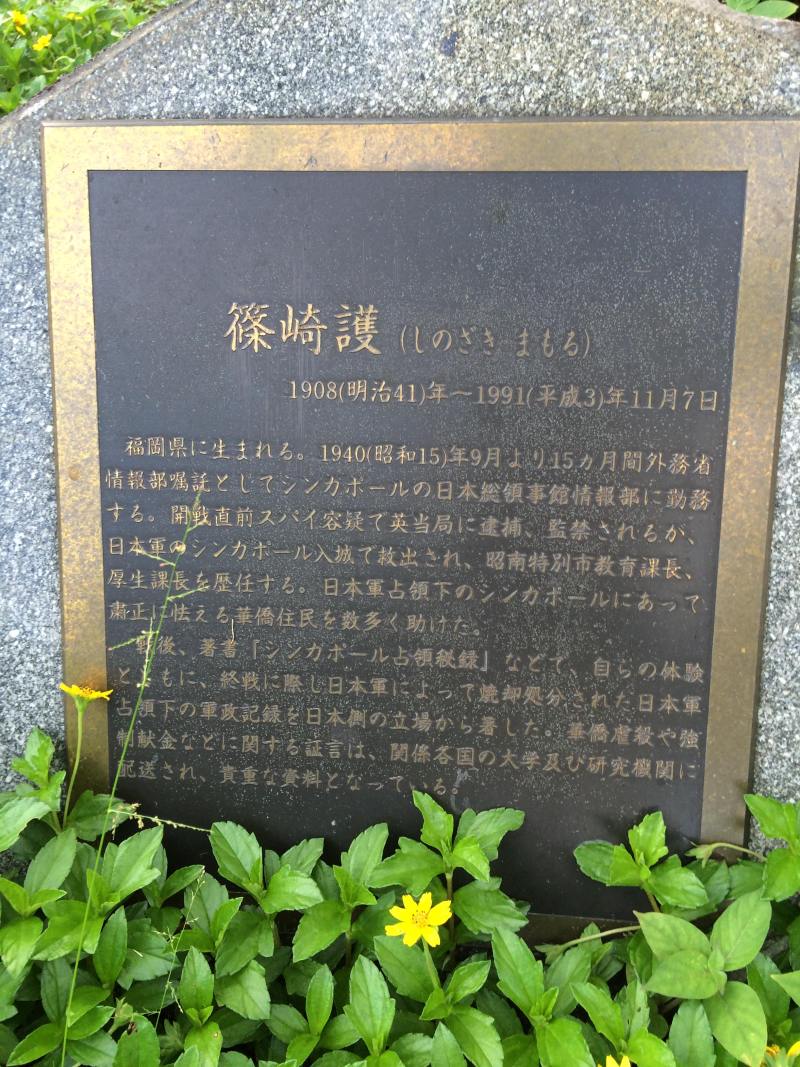 篠崎護（しのざき まもる）
1908(明治41)年～1991(平成3)年11月7日
福岡県に生まれる。1940(昭和15)年9月より15カ月間外務省
情報部嘱託としてシンガポールの日本総領事館情報部に勤務
する。開戦直前スパイ容疑で英当局に逮捕、監禁されるが、
日本軍のシンガポール入城で救出され、昭南特別市教育課長、
厚生課長を歴任する。日本軍占領下のシンガポールにあって
粛正に怯える華僑住民を数多く助けた。
戦後、著書『シンガポール占領秘録』などで、自らの体験
とともに、終戦に際し日本軍によって焼却処分された日本軍
占領下の軍政記録を日本側の立場から著した。華僑虐殺や強
制献金などに関する証言は、関係各国の大学及び研究機関に
配送され、貴重な資料となっている。